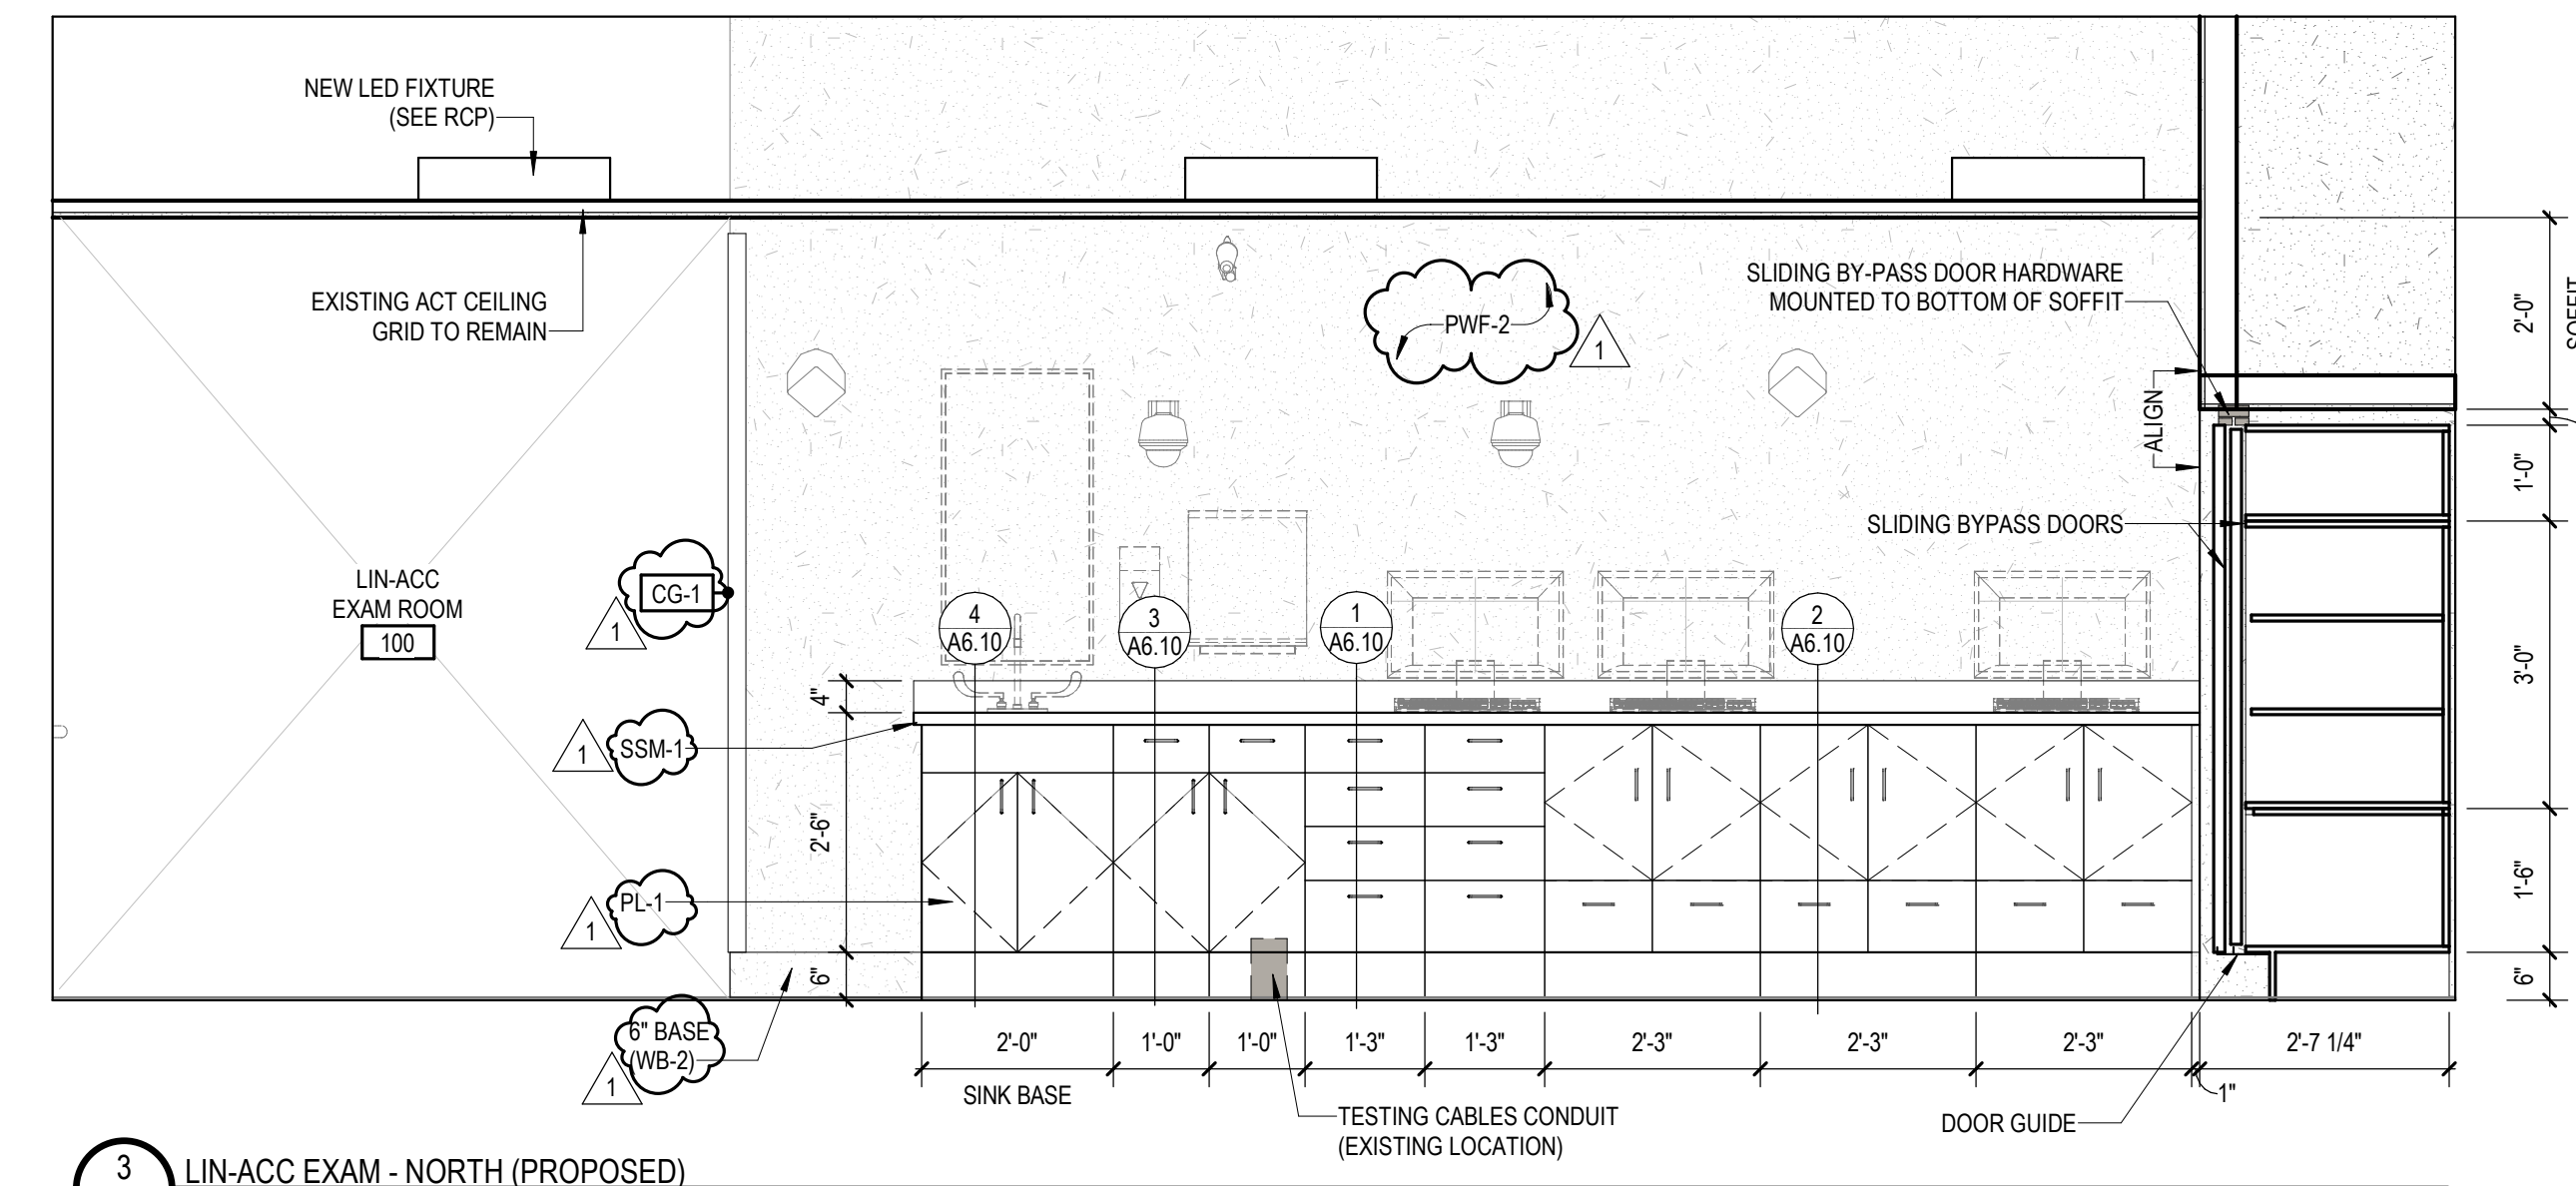 NEW LED FIXTURE
(SEE RCP)
EXISTING ACT CEILING
GRID TO REMAIN
PWF-2
1
SLIDING BY-PASS DOOR HARDWARE
MOUNTED TO BOTTOM OF SOFFIT
ALIGN
2'-0"
SOFFIT
1'-0"
SLIDING BYPASS DOORS
LIN-ACC
EXAM ROOM
100
CG-1
1
4
A6.10
3
A6.10
1
A6.10
2
A6.10
3'-0"
4"
SSM-1
1
2'-6"
PL-1
1
1'-6"
6"
6"
6" BASE
(WB-2)
1
2'-0"
1'-0"
1'-0"
1'-3"
1'-3"
2'-3"
2'-3"
2'-3"
2'-7 1/4"
1"
SINK BASE
TESTING CABLES CONDUIT
(EXISTING LOCATION)
DOOR GUIDE
3
LIN-ACC EXAM - NORTH (PROPOSED)